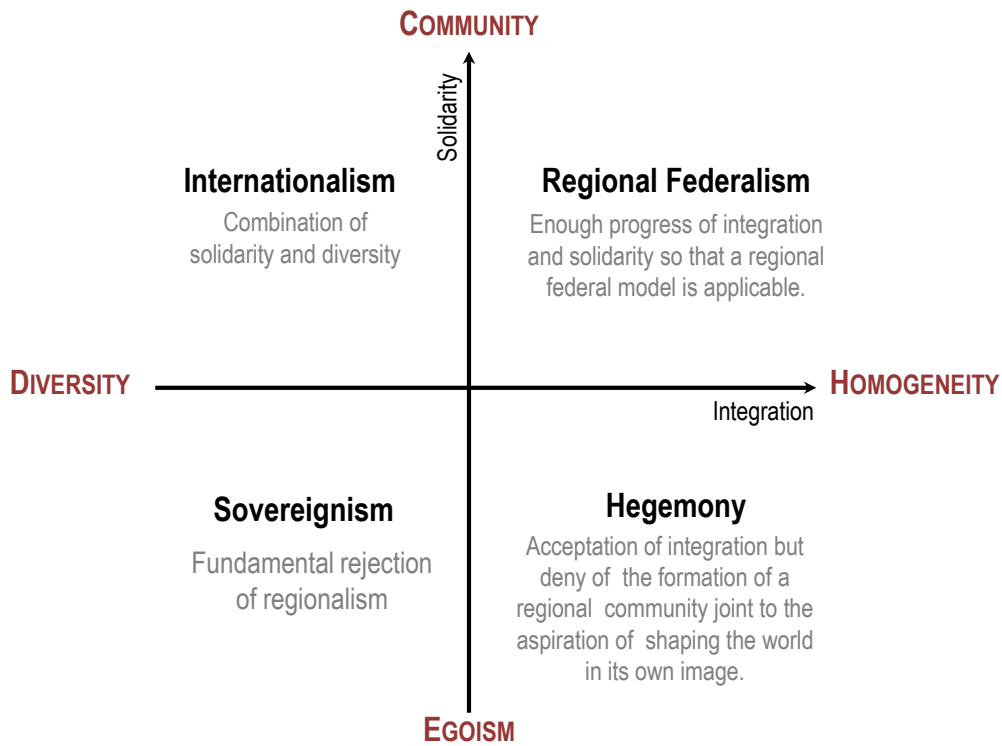 COMMUNITY
Solidarity
Internationalism
Combination of
solidarity and diversity
Regional Federalism
Enough progress of integration
and solidarity so that a regional
federal model is applicable.
DIVERSITY
HOMOGENEITY
Integration
Sovereignism
Fundamental rejection
of regionalism
Hegemony
Acceptation of integration but
deny of the formation of a
regional community joint to the
aspiration of shaping the world
in its own image.
EGOISM